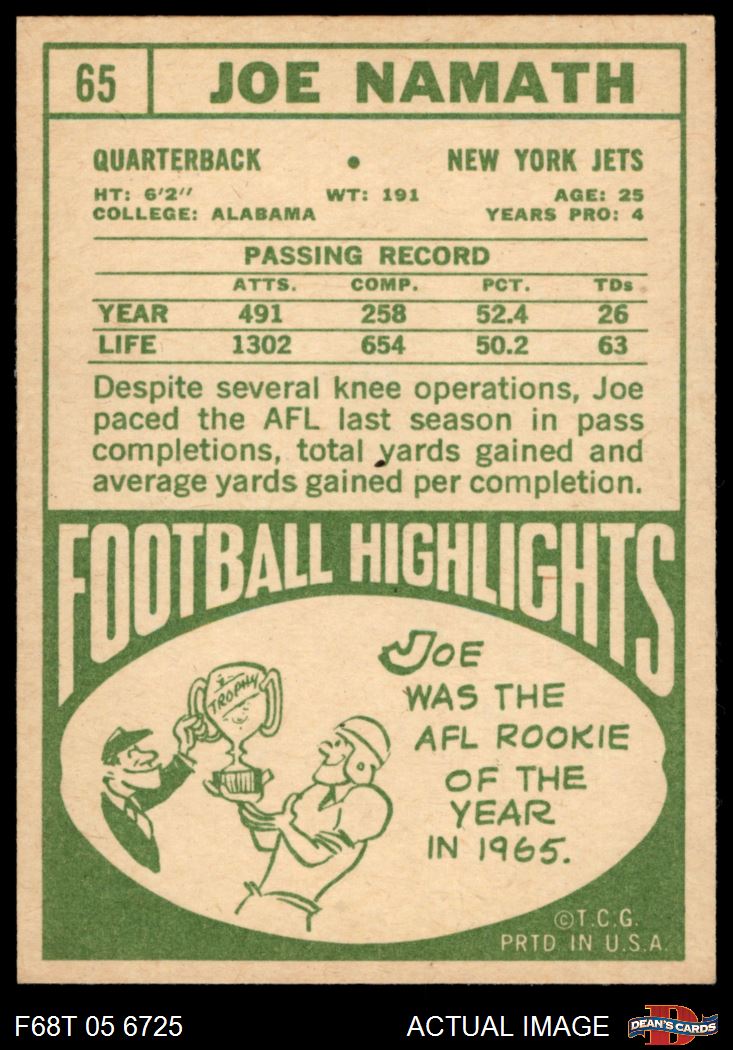 65 JOE NAMATH
QUARTERBACK • NEW YORK JETS
HT: 6'2" WT: 191 AGE: 25
COLLEGE: ALABAMA YEARS PRO: 4
PASSING RECORD
ATTS. COMP. PCT. TDs
YEAR 491 258 52.4 26
LIFE 1302 654 50.2 63
Despite several knee operations, Joe
paced the AFL last season in pass
completions, total yards gained and
average yards gained per completion.
FOOTBALL HIGHLIGHTS
TROPHY
JOE
WAS THE
AFL ROOKIE
OF THE
YEAR
IN 1965.
©T.C.G.
PRTD IN U.S.A.
F68T 05 6725 ACTUAL IMAGE DEAN'S CARDS